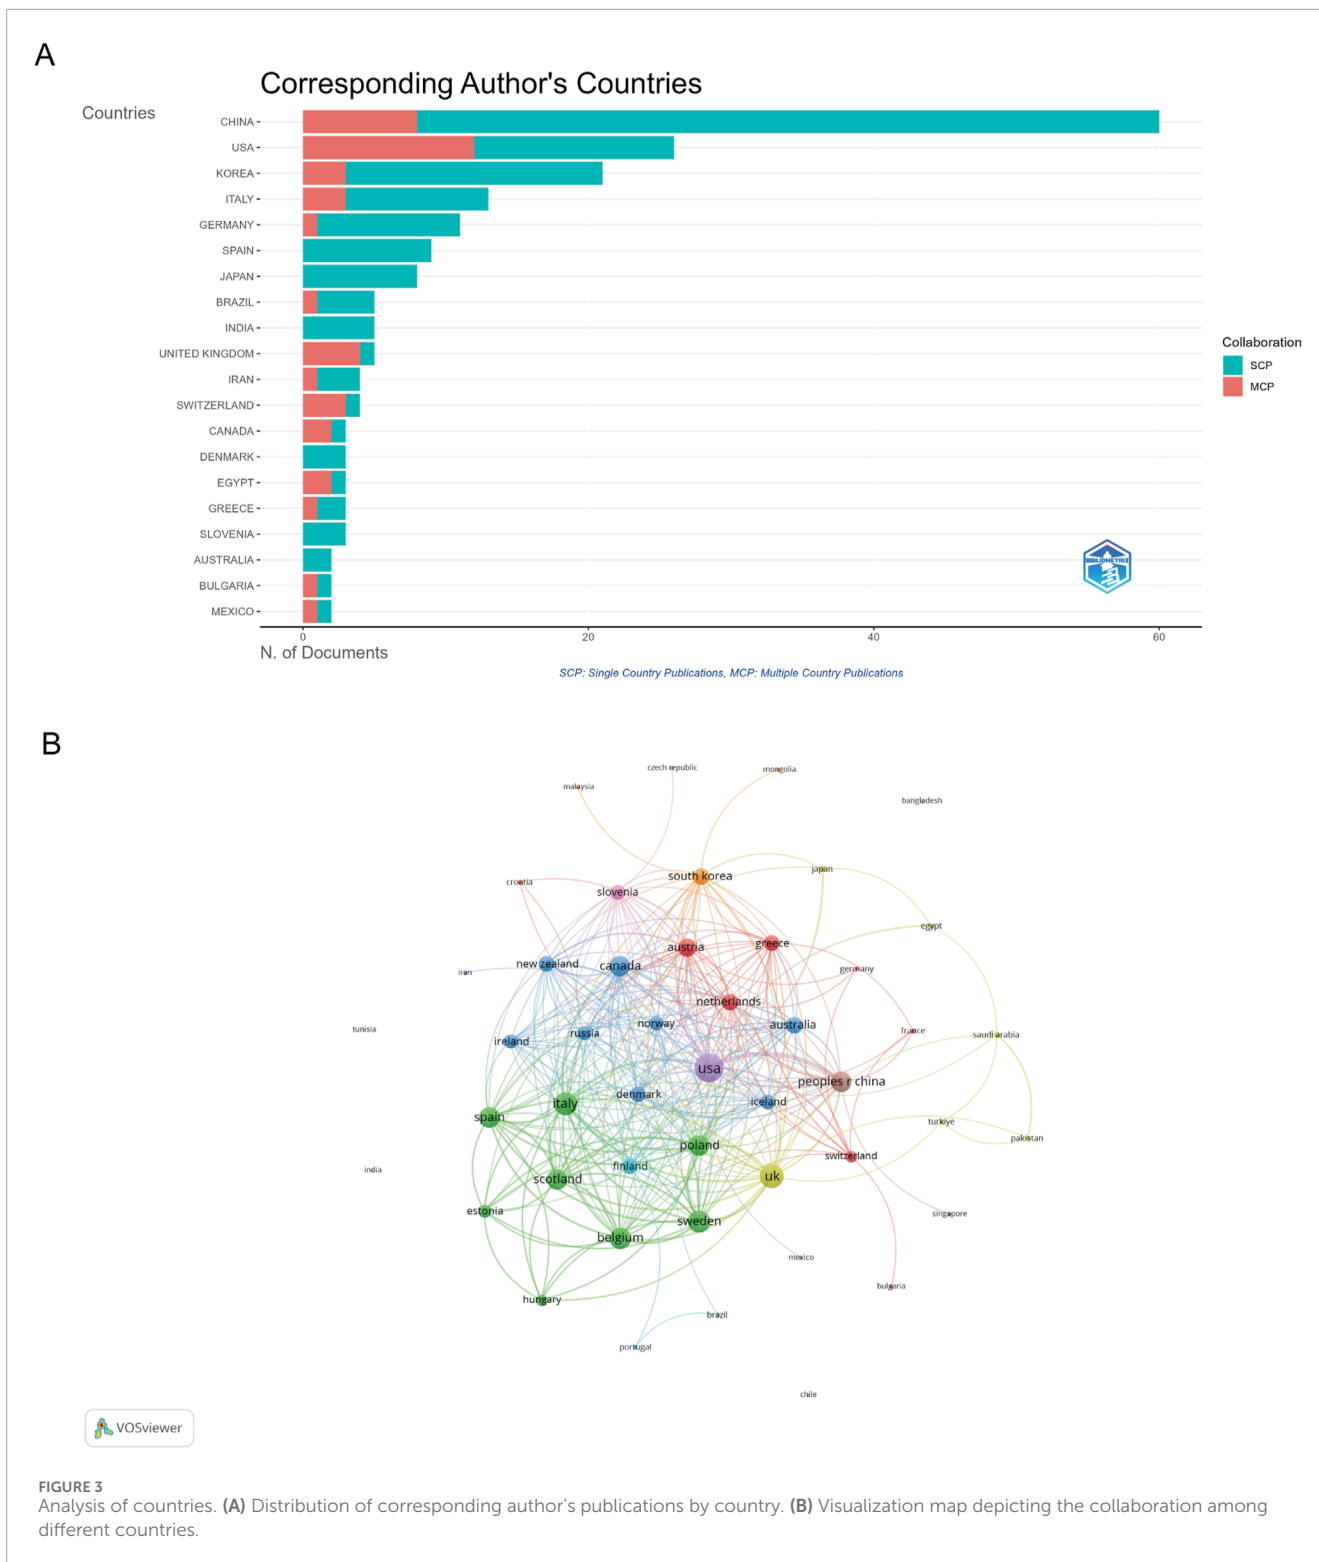 A
Corresponding Author's Countries
Countries
CHINA
USA
KOREA
ITALY
GERMANY
SPAIN
JAPAN
BRAZIL
INDIA
UNITED KINGDOM
IRAN
SWITZERLAND
CANADA
DENMARK
EGYPT
GREECE
SLOVENIA
AUSTRALIA
BULGARIA
MEXICO
Collaboration
SCP
MCP
BIBLIOMETRIX
0 20 40 60
N. of Documents
SCP: Single Country Publications, MCP: Multiple Country Publications
B
czech republic
mongolia
malaysia
bangladesh
japan
south korea
croatia
slovenia
egypt
austria
greece
new zealand
canada
germany
iran
netherlands
norway
australia
tunisia
russia
france
saudi arabia
ireland
usa
peoples r china
denmark
iceland
italy
spain
turkiye
pakistan
poland
switzerland
finland
india
scotland
uk
estonia
singapore
sweden
belgium
mexico
bulgaria
hungary
brazil
portugal
chile
VOSviewer
FIGURE 3
Analysis of countries. (A) Distribution of corresponding author's publications by country. (B) Visualization map depicting the collaboration among
different countries.